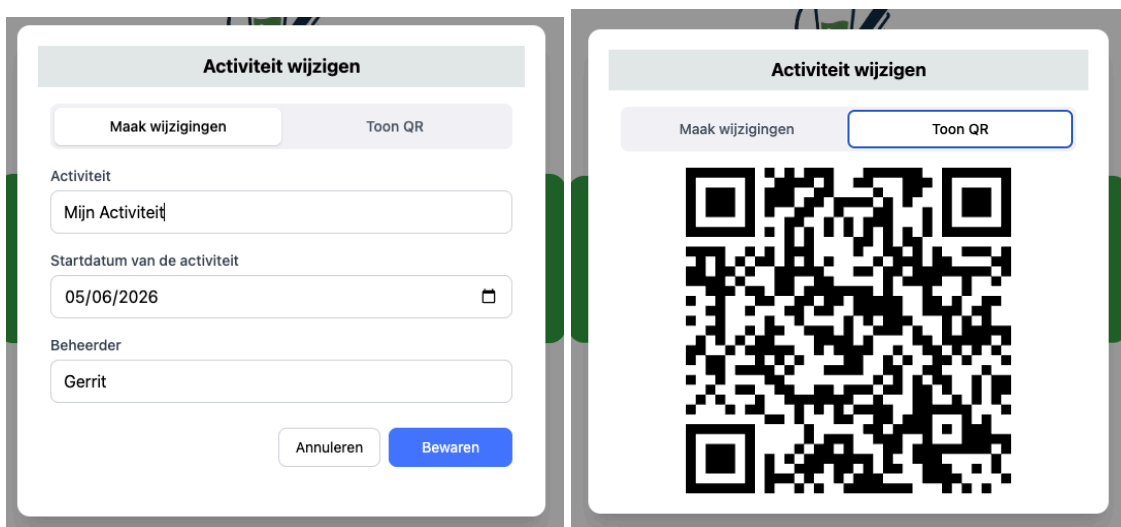 Activiteit wijzigen
Maak wijzigingen
Toon QR
Activiteit
Mijn Activiteit
Startdatum van de activiteit
05/06/2026
Beheerder
Gerrit
Annuleren
Bewaren
Activiteit wijzigen
Maak wijzigingen
Toon QR